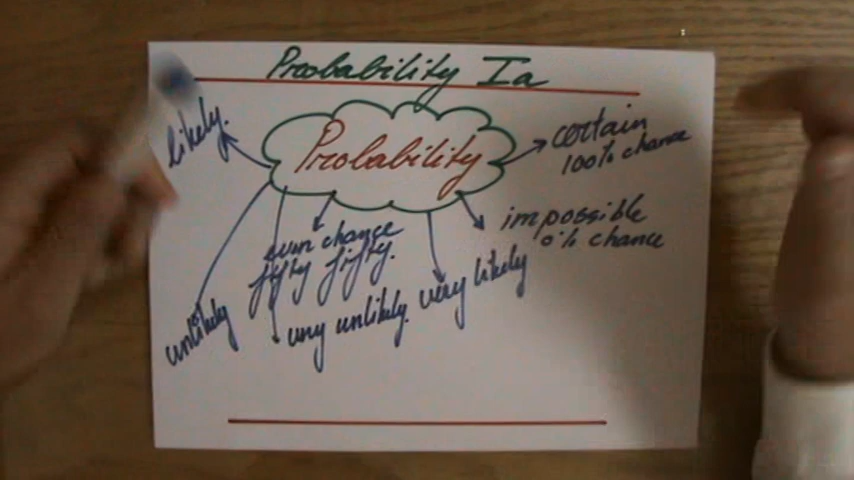 Probability Ia
Probability
likely.
certain
100% chance
impossible
0% chance
even chance
fifty fifty.
very likely
very unlikely.
unlikely